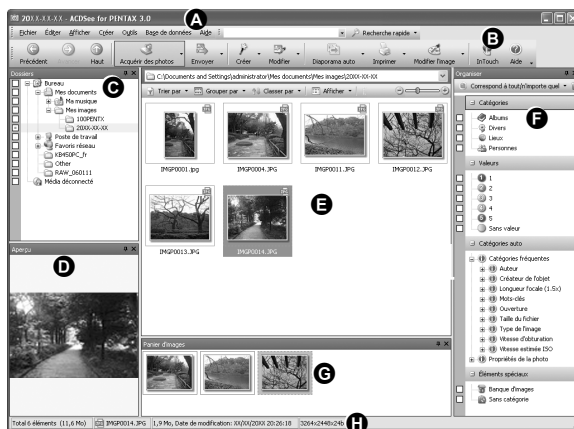 20XX-XX-XX - ACDSee for PENTAX 3.0
A
Fichier Éditer Afficher Créer Outils Base de données Aide
Recherche rapide
B
Précédent Avancer Haut Acquérir des photos Envoyer Créer Modifier Diaporama auto Imprimer Modifier l'image InTouch Aide
Dossiers
C
Bureau
Mes documents
Ma musique
Mes images
100PENTX
20XX-XX-XX
Poste de travail
Favoris réseau
KBM50PC_fr
Other
RAW_060111
Média déconnecté
Aperçu
D
C:\Documents and Settings\administrator\Mes documents\Mes images\20XX-XX-XX
Trier par Grouper par Classer par Afficher
IMGP0001.jpg IMGP0004.JPG IMGP0011.JPG IMGP0012.JPG
E
IMGP0013.JPG IMGP0014.JPG
Panier d'images
G
Organiser
Correspond à tout/n'importe quel
Catégories
F
Albums
Divers
Lieux
Personnes
Valeurs
1
2
3
4
5
Sans valeur
Catégories auto
Catégories fréquentes
Auteur
Créateur de l'objet
Longueur focale (1.5x)
Mots-clés
Ouverture
Taille du fichier
Type de l'image
Vitesse d'obturation
Vitesse estimée ISO
Propriétés de la photo
Éléments spéciaux
Banque d'images
Sans catégorie
Total 6 éléments (11,6 Mo) IMGP0014.JPG 1,9 Mo, Date de modification: XX/XX/20XX 20:26:18 3264x2448x24b
H